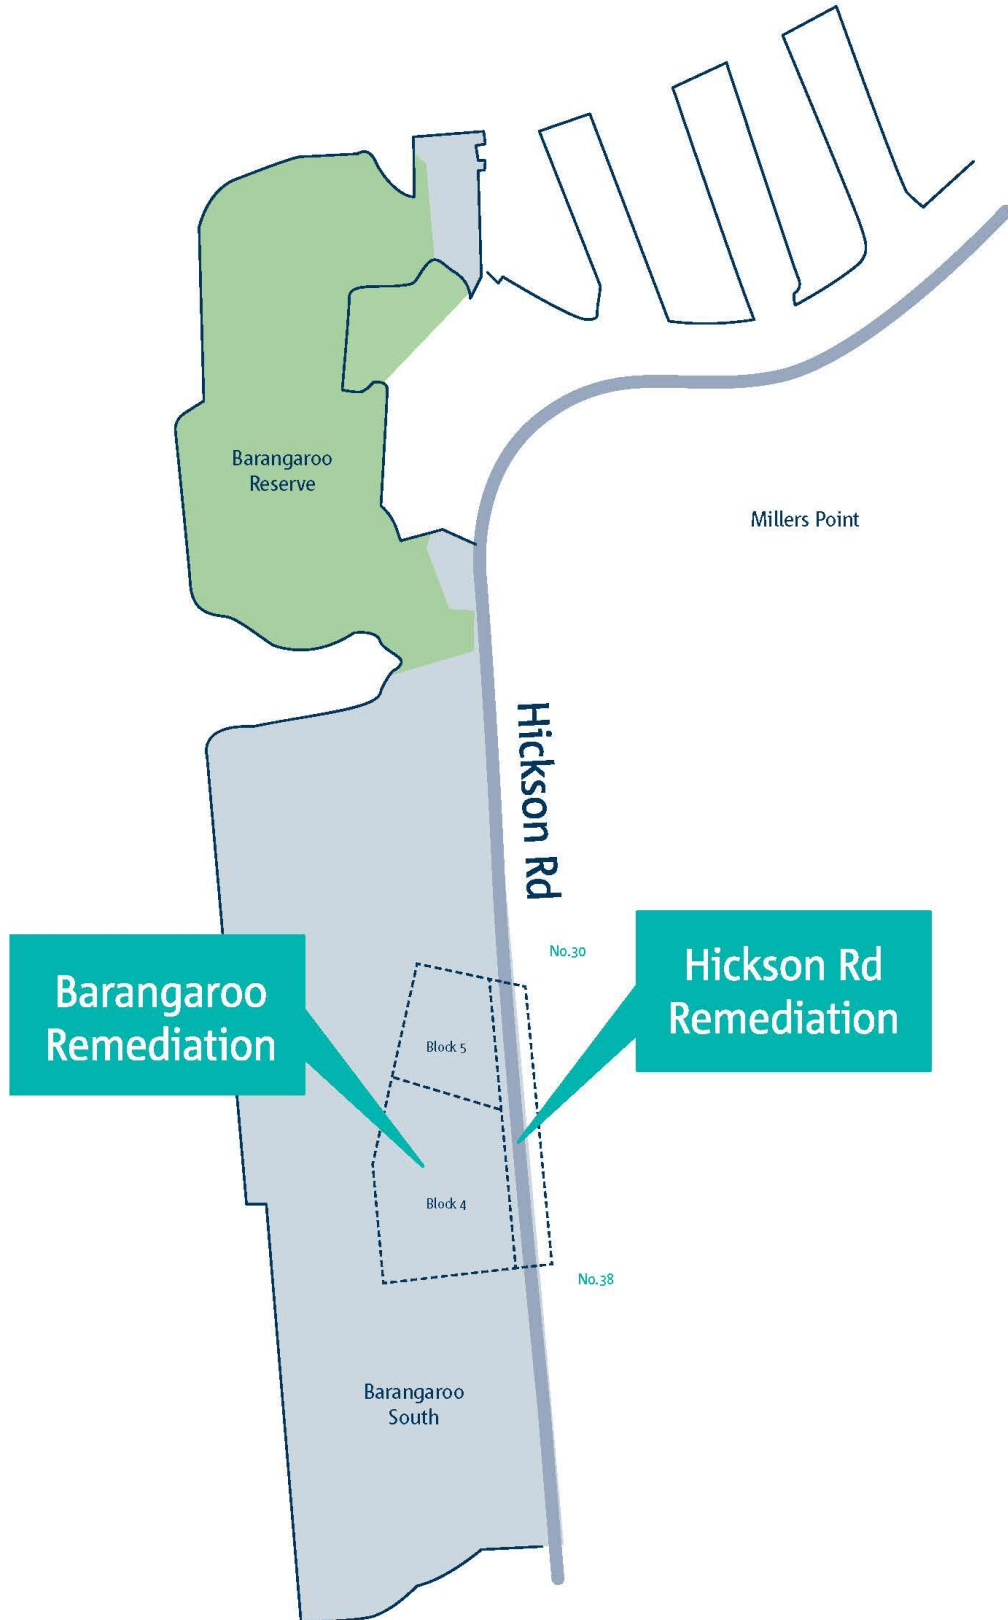 Barangaroo
Reserve
Millers Point
Hickson Rd
No.30
Hickson Rd
Remediation
Barangaroo
Remediation
Block 5
Block 4
No.38
Barangaroo
South